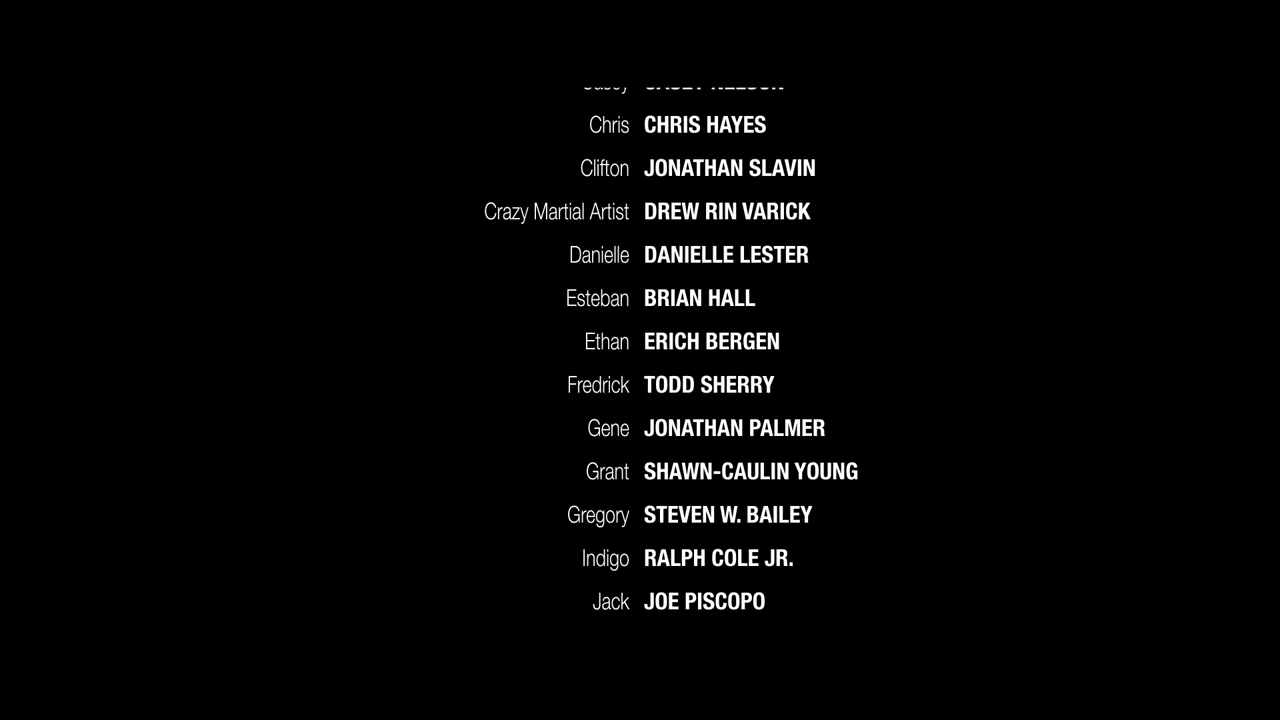 Chris CHRIS HAYES
Clifton JONATHAN SLAVIN
Crazy Martial Artist DREW RIN VARICK
Danielle DANIELLE LESTER
Esteban BRIAN HALL
Ethan ERICH BERGEN
Fredrick TODD SHERRY
Gene JONATHAN PALMER
Grant SHAWN-CAULIN YOUNG
Gregory STEVEN W. BAILEY
Indigo RALPH COLE JR.
Jack JOE PISCOPO